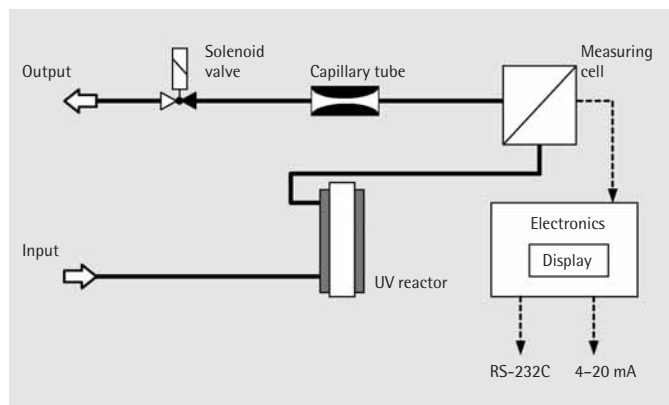 Output
Solenoid
valve
Capillary tube
Measuring
cell
Input
UV reactor
Electronics
Display
RS-232C
4–20 mA